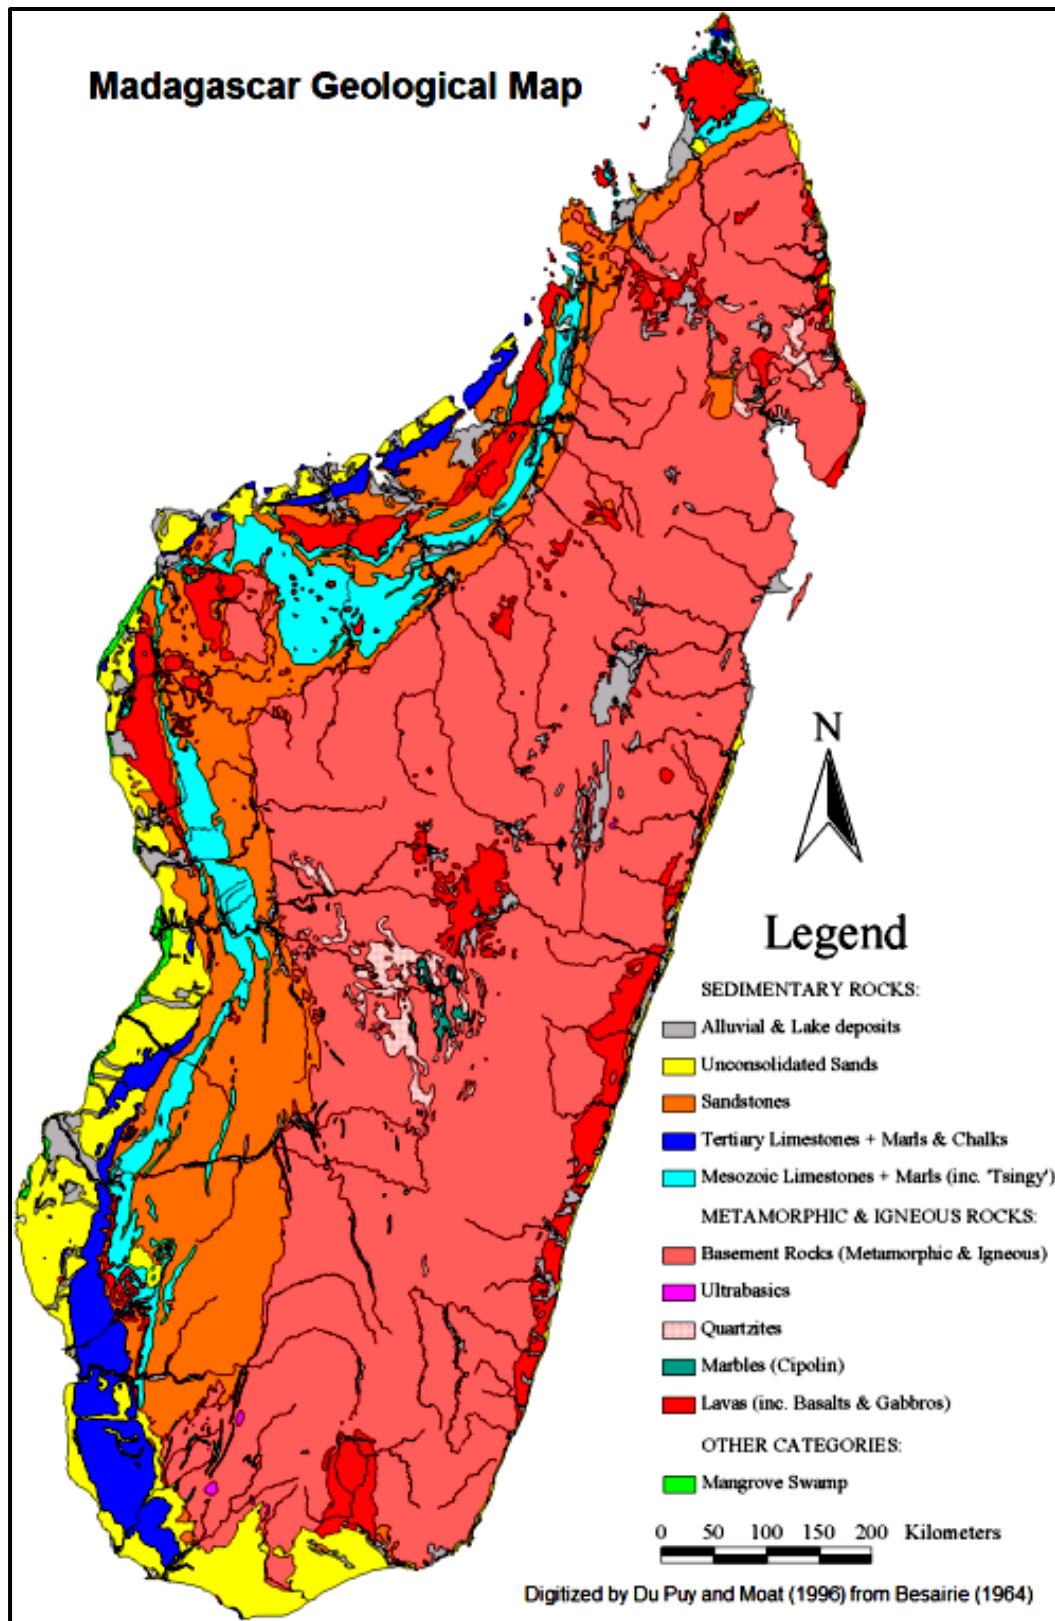 Madagascar Geological Map
N
Legend
SEDIMENTARY ROCKS:
Alluvial & Lake deposits
Unconsolidated Sands
Sandstones
Tertiary Limestones + Marls & Chalks
Mesozoic Limestones + Marls (inc. 'Tsingy')
METAMORPHIC & IGNEOUS ROCKS:
Basement Rocks (Metamorphic & Igneous)
Ultrabasics
Quartzites
Marbles (Cipolin)
Lavas (inc. Basalts & Gabbros)
OTHER CATEGORIES:
Mangrove Swamp
0 50 100 150 200 Kilometers
Digitized by Du Puy and Moat (1996) from Besairie (1964)